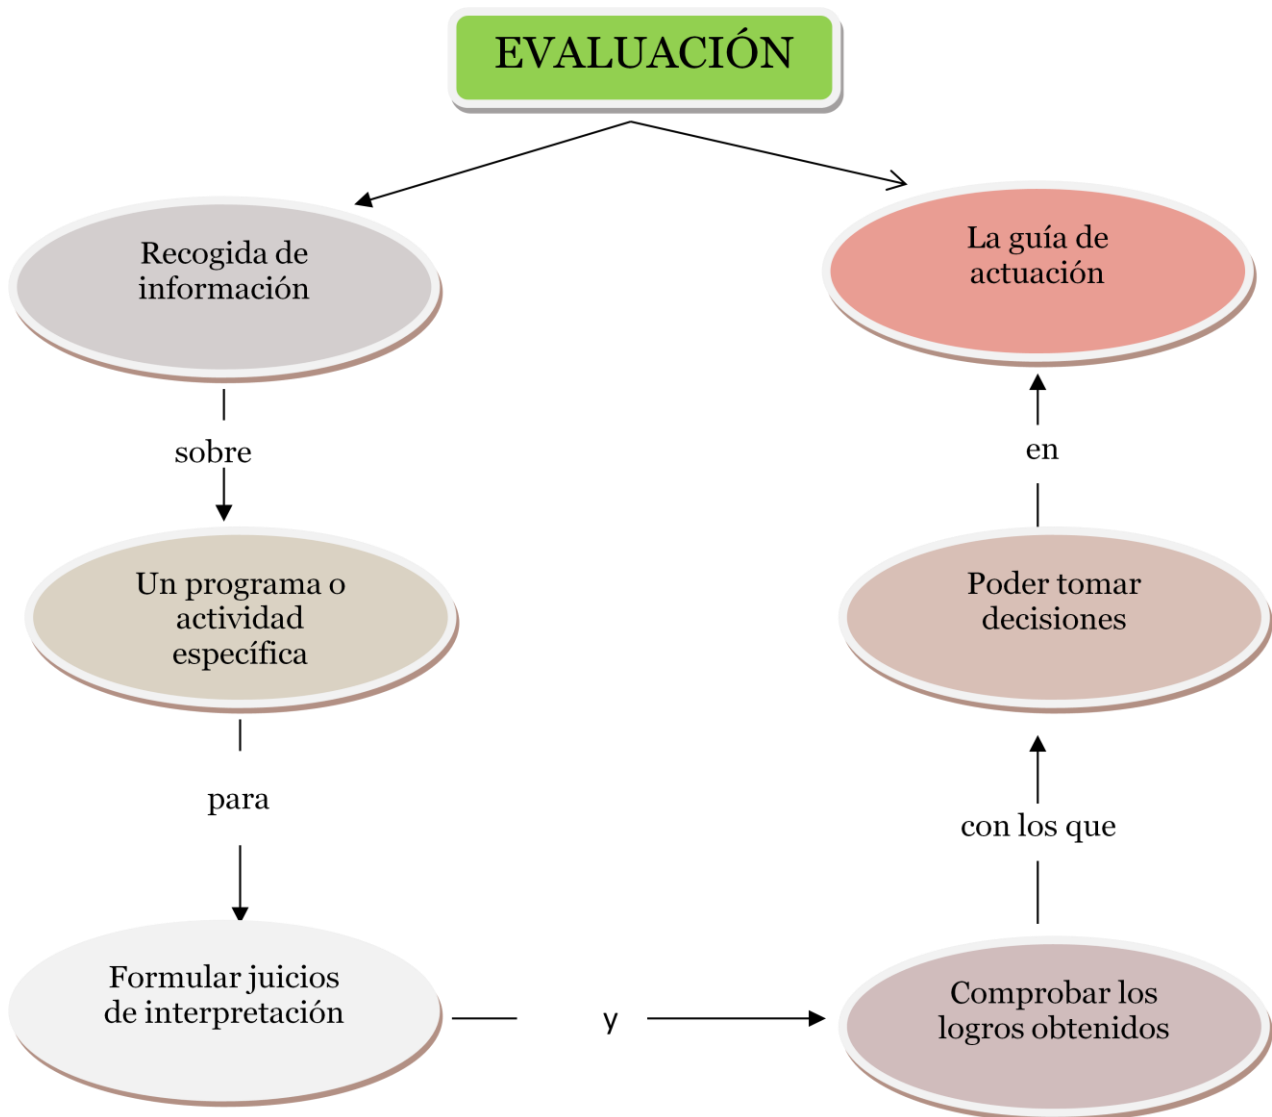 EVALUACIÓN
Recogida de
información
sobre
Un programa o
actividad
específica
para
Formular juicios
de interpretación
y
Comprobar los
logros obtenidos
con los que
Poder tomar
decisiones
en
La guía de
actuación